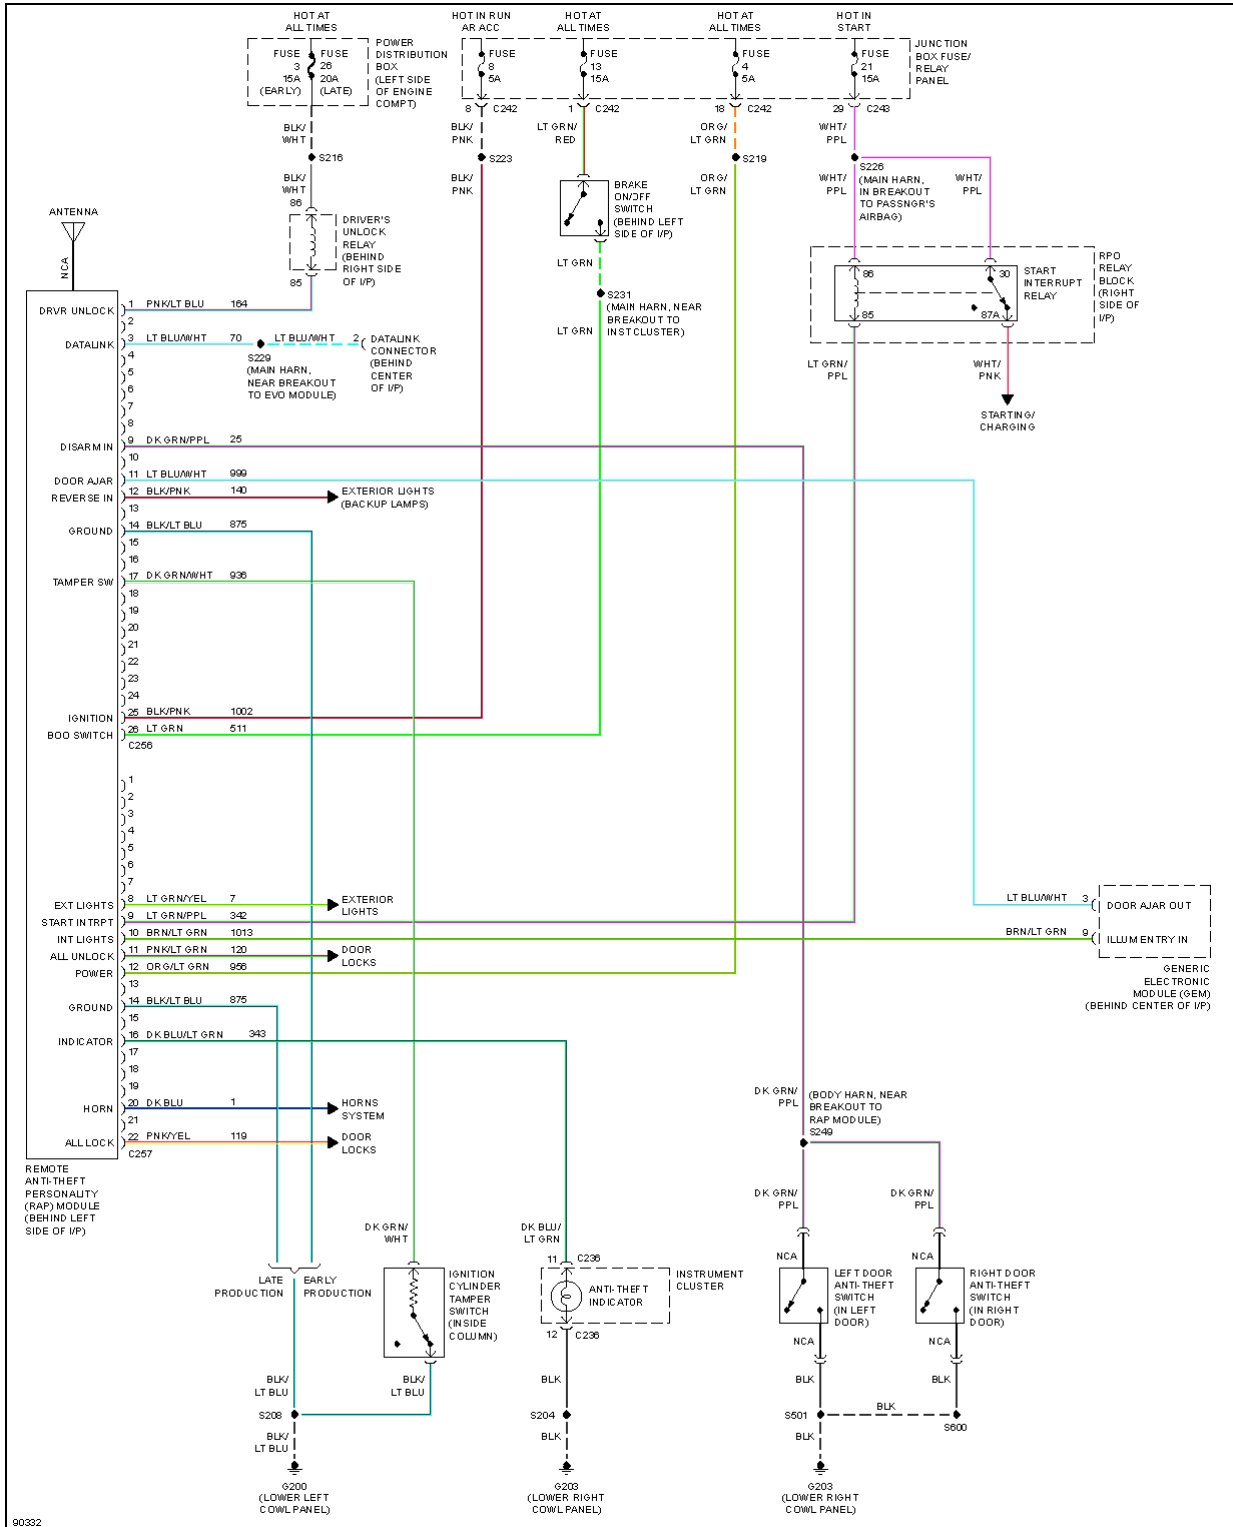 HOT AT
ALL TIMES
HOT IN RUN
AR ACC
HOT AT
ALL TIMES
HOT AT
ALL TIMES
HOT IN
START
FUSE
3
15A
(EARLY)
FUSE
26
20A
(LATE)
POWER
DISTRIBUTION
BOX
(LEFT SIDE
OF ENGINE
COMPT)
FUSE
8
5A
FUSE
13
15A
FUSE
4
5A
FUSE
21
15A
JUNCTION
BOX FUSE/
RELAY
PANEL
8 C242
1 C242
18 C242
29 C243
BLK/
WHT
BLK/
PNK
LT GRN/
RED
ORG/
LT GRN
WHT/
PPL
S216
S223
S219
S226
(MAIN HARN,
IN BREAKOUT
TO PASSNGR'S
AIRBAG)
BLK/
WHT
BLK/
PNK
ORG/
LT GRN
WHT/
PPL
WHT/
PPL
BRAKE
ON/OFF
SWITCH
(BEHIND LEFT
SIDE OF I/P)
86
DRIVER'S
UNLOCK
RELAY
(BEHIND
RIGHT SIDE
OF I/P)
85
ANTENNA
NCA
LT GRN
S231
(MAIN HARN, NEAR
BREAKOUT TO
INST CLUSTER)
LT GRN
86
30
START
INTERRUPT
RELAY
85
87A
RPO
RELAY
BLOCK
(RIGHT
SIDE OF
I/P)
LT GRN/
PPL
WHT/
PNK
STARTING/
CHARGING
DRVR UNLOCK 1 PNK/LT BLU 164
2
DATALINK 3 LT BLU/WHT 70 LT BLU/WHT 2
S229
(MAIN HARN,
NEAR BREAKOUT
TO EVO MODULE)
DATALINK
CONNECTOR
(BEHIND
CENTER
OF I/P)
4
5
6
7
8
DISARM IN 9 DK GRN/PPL 25
10
DOOR AJAR 11 LT BLU/WHT 999
REVERSE IN 12 BLK/PNK 140
EXTERIOR LIGHTS
(BACKUP LAMPS)
13
GROUND 14 BLK/LT BLU 875
15
16
TAMPER SW 17 DK GRN/WHT 936
18
19
20
21
22
23
24
IGNITION 25 BLK/PNK 1002
BOO SWITCH 26 LT GRN 511
C256
1
2
3
4
5
6
7
EXT LIGHTS 8 LT GRN/YEL 7
EXTERIOR
LIGHTS
START INTRPT 9 LT GRN/PPL 342
INT LIGHTS 10 BRN/LT GRN 1013
ALL UNLOCK 11 PNK/LT GRN 120
DOOR
LOCKS
POWER 12 ORG/LT GRN 956
13
GROUND 14 BLK/LT BLU 875
15
INDICATOR 16 DK BLU/LT GRN 343
17
18
19
HORN 20 DK BLU 1
HORNS
SYSTEM
21
ALL LOCK 22 PNK/YEL 119
DOOR
LOCKS
C257
REMOTE
ANTI-THEFT
PERSONALITY
(RAP) MODULE
(BEHIND LEFT
SIDE OF I/P)
LT BLU/WHT 3 DOOR AJAR OUT
BRN/LT GRN 9 ILLUM ENTRY IN
GENERIC
ELECTRONIC
MODULE (GEM)
(BEHIND CENTER OF I/P)
DK GRN/
PPL
(BODY HARN, NEAR
BREAKOUT TO
RAP MODULE)
S249
DK GRN/
PPL
DK GRN/
PPL
DK GRN/
WHT
DK BLU/
LT GRN
LATE
PRODUCTION
EARLY
PRODUCTION
IGNITION
CYLINDER
TAMPER
SWITCH
(INSIDE
COLUMN)
11 C236
ANTI-THEFT
INDICATOR
INSTRUMENT
CLUSTER
12 C236
NCA
LEFT DOOR
ANTI-THEFT
SWITCH
(IN LEFT
DOOR)
NCA
RIGHT DOOR
ANTI-THEFT
SWITCH
(IN RIGHT
DOOR)
NCA
NCA
BLK/
LT BLU
BLK/
LT BLU
BLK
BLK
BLK
S208
S204
S501
BLK
S600
BLK/
LT BLU
BLK
BLK
G200
(LOWER LEFT
COWL PANEL)
G203
(LOWER RIGHT
COWL PANEL)
G203
(LOWER RIGHT
COWL PANEL)
90332